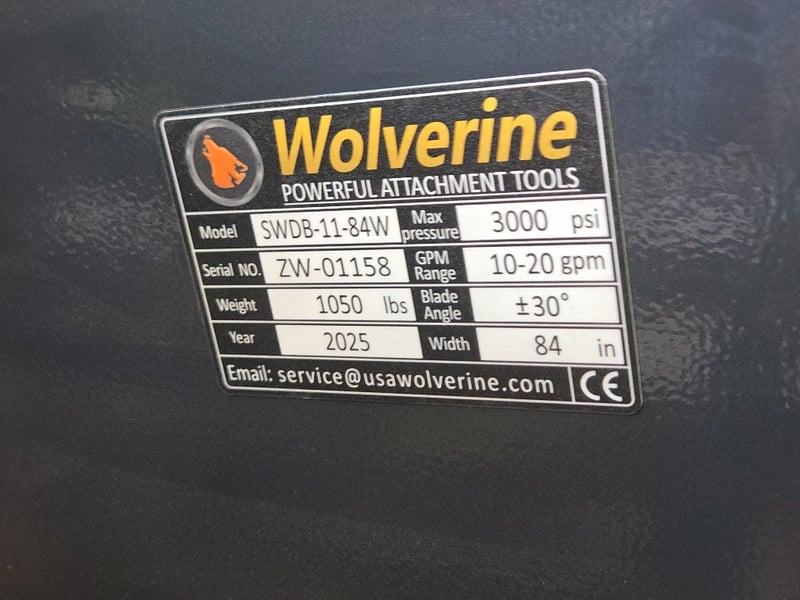 Wolverine
POWERFUL ATTACHMENT TOOLS
Model SWDB-11-84W Max pressure 3000 psi
Serial NO. ZW-01158 GPM Range 10-20 gpm
Weight 1050 lbs Blade Angle ±30°
Year 2025 Width 84 in
Email: service@usawolverine.com CE